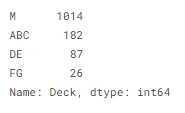 M      1014
ABC     182
DE       87
FG       26
Name: Deck, dtype: int64